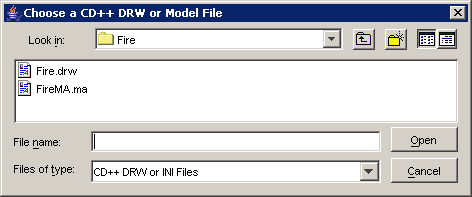 Choose a CD++ DRW or Model File
Look in: Fire
Fire.drw
FireMA.ma
File name: Open
Files of type: CD++ DRW or INI Files Cancel